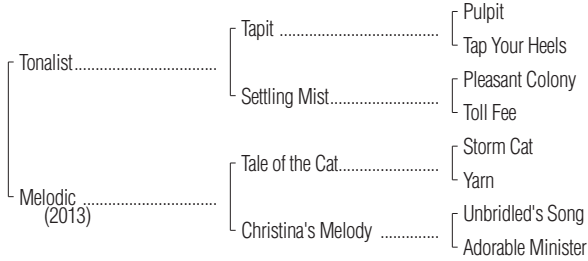 Pulpit
Tapit
Tap Your Heels
Tonalist
Pleasant Colony
Settling Mist
Toll Fee
Storm Cat
Tale of the Cat
Yarn
Melodic
(2013)
Unbridled's Song
Christina's Melody
Adorable Minister